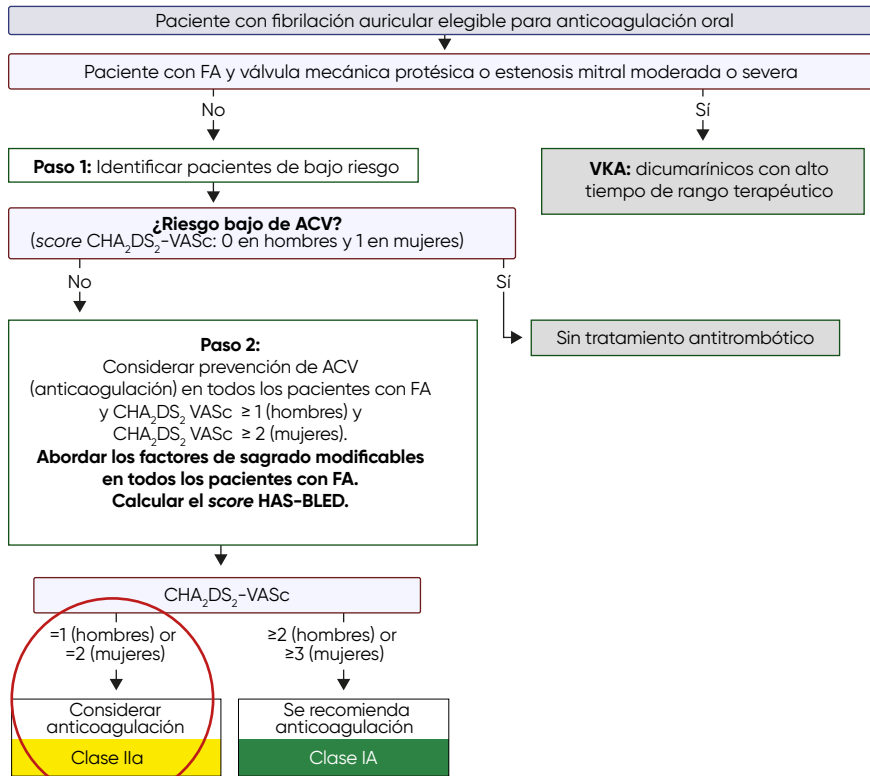 Paciente con fibrilación auricular elegible para anticoagulación oral
Paciente con FA y válvula mecánica protésica o estenosis mitral moderada o severa
No
Sí
Paso 1: Identificar pacientes de bajo riesgo
VKA: dicumarínicos con alto
tiempo de rango terapéutico
¿Riesgo bajo de ACV?
(score CHA₂DS₂-VASc: 0 en hombres y 1 en mujeres)
No
Sí
Sin tratamiento antitrombótico
Paso 2:
Considerar prevención de ACV
(anticaogulación) en todos los pacientes con FA
y CHA₂DS₂ VASc ≥ 1 (hombres) y
CHA₂DS₂ VASc ≥ 2 (mujeres).
Abordar los factores de sagrado modificables
en todos los pacientes con FA.
Calcular el score HAS-BLED.
CHA₂DS₂-VASc
=1 (hombres) or
=2 (mujeres)
≥2 (hombres) or
≥3 (mujeres)
Considerar
anticoagulación
Clase IIa
Se recomienda
anticoagulación
Clase IA